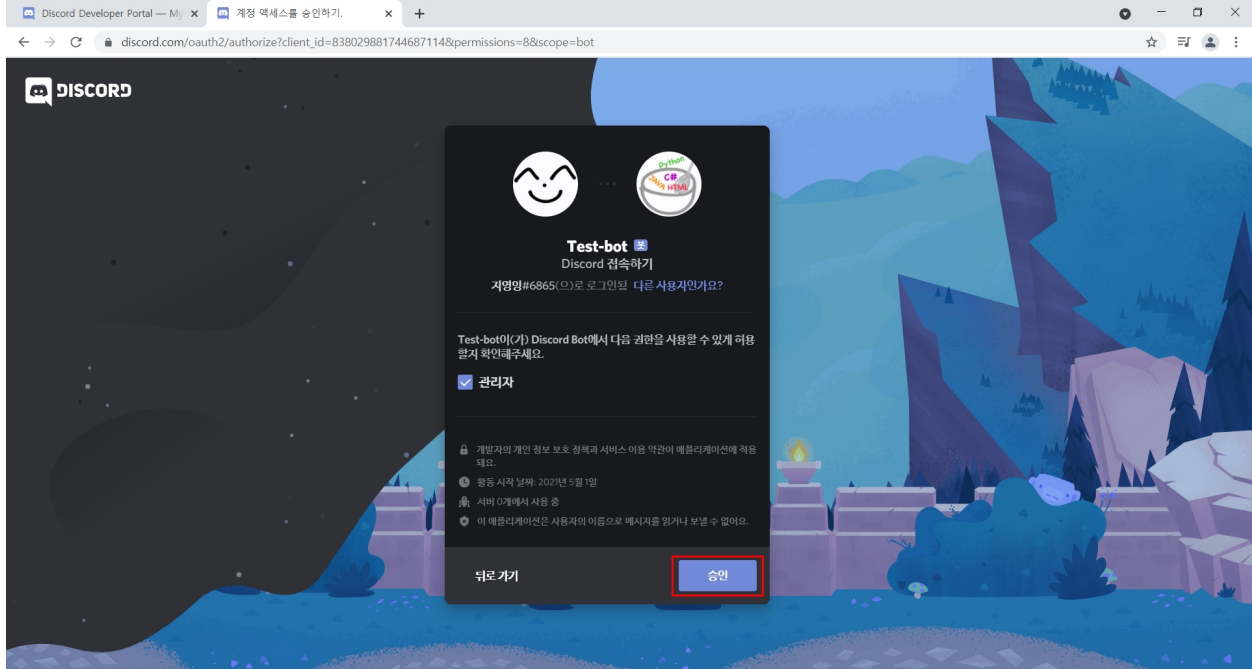 Discord Developer Portal — My
계정 액세스를 승인하기.
discord.com/oauth2/authorize?client_id=838029881744687114&permissions=8&scope=bot
DISCORD
Python
C#
JAVA HTML
Test-bot 봇
Discord 접속하기
지영잉#6865(으)로 로그인됨 다른 사용자인가요?
Test-bot이(가) Discord Bot에서 다음 권한을 사용할 수 있게 허용
할지 확인해주세요.
관리자
개발자의 개인 정보 보호 정책과 서비스 이용 약관이 애플리케이션에 적용
돼요.
활동 시작 날짜: 2021년 5월 1일
서버 0개에서 사용 중
이 애플리케이션은 사용자의 이름으로 메시지를 읽거나 보낼 수 없어요.
뒤로 가기
승인